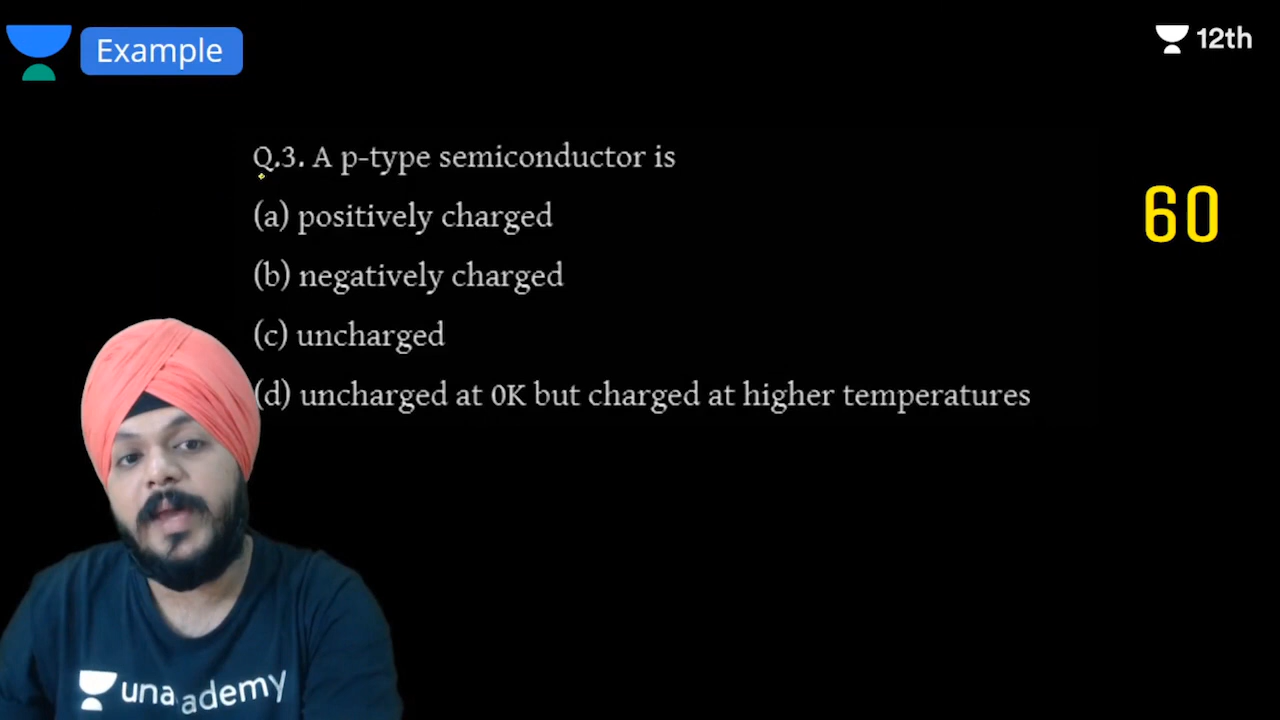 Example
12th
Q.3. A p-type semiconductor is
60
(a) positively charged
(b) negatively charged
(c) uncharged
(d) uncharged at 0K but charged at higher temperatures
unacademy